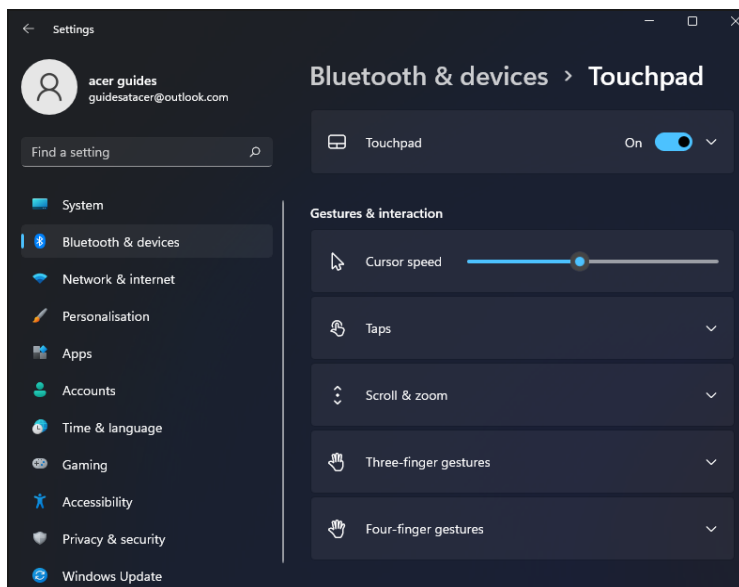 Settings
acer guides
guidesatacer@outlook.com
Find a setting
System
Bluetooth & devices
Network & internet
Personalisation
Apps
Accounts
Time & language
Gaming
Accessibility
Privacy & security
Windows Update
Bluetooth & devices > Touchpad
Touchpad On
Gestures & interaction
Cursor speed
Taps
Scroll & zoom
Three-finger gestures
Four-finger gestures